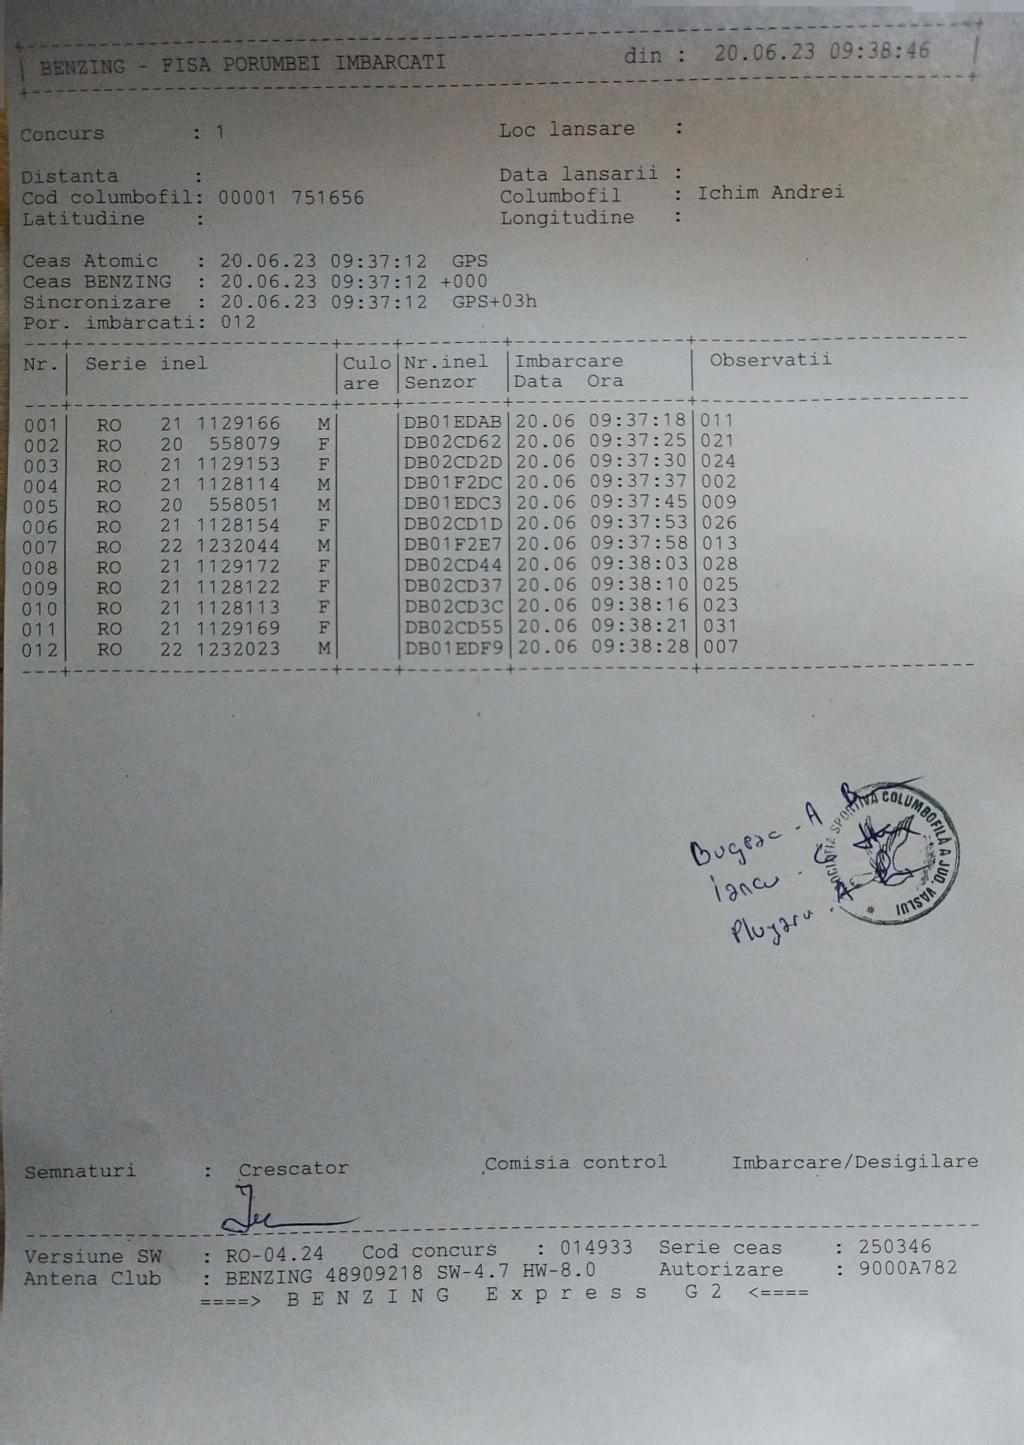 BENZING - FISA PORUMBEI IMBARCATI din : 20.06.23 09:38:46
Concurs : 1 Loc lansare :
Distanta : Data lansarii :
Cod columbofil: 00001 751656 Columbofil : Ichim Andrei
Latitudine : Longitudine :
Ceas Atomic : 20.06.23 09:37:12 GPS
Ceas BENZING : 20.06.23 09:37:12 +000
Sincronizare : 20.06.23 09:37:12 GPS+03h
Por. imbarcati: 012
Nr. Serie inel Culo Nr.inel Imbarcare Observatii
are Senzor Data Ora
001 RO 21 1129166 M DB01EDAB 20.06 09:37:18 011
002 RO 20 558079 F DB02CD62 20.06 09:37:25 021
003 RO 21 1129153 F DB02CD2D 20.06 09:37:30 024
004 RO 21 1128114 M DB01F2DC 20.06 09:37:37 002
005 RO 20 558051 M DB01EDC3 20.06 09:37:45 009
006 RO 21 1128154 F DB02CD1D 20.06 09:37:53 026
007 RO 22 1232044 M DB01F2E7 20.06 09:37:58 013
008 RO 21 1129172 F DB02CD44 20.06 09:38:03 028
009 RO 21 1128122 F DB02CD37 20.06 09:38:10 025
010 RO 21 1128113 F DB02CD3C 20.06 09:38:16 023
011 RO 21 1129169 F DB02CD55 20.06 09:38:21 031
012 RO 22 1232023 M DB01EDF9 20.06 09:38:28 007
SPORTIVA COLUMBOFILĂ A JUD. VASLUI
Bugeac - A
Iancu - C
Plugaru - A
Semnaturi : Crescator Comisia control Imbarcare/Desigilare
Versiune SW : RO-04.24 Cod concurs : 014933 Serie ceas : 250346
Antena Club : BENZING 48909218 SW-4.7 HW-8.0 Autorizare : 9000A782
====> B E N Z I N G E x p r e s s G 2 <====